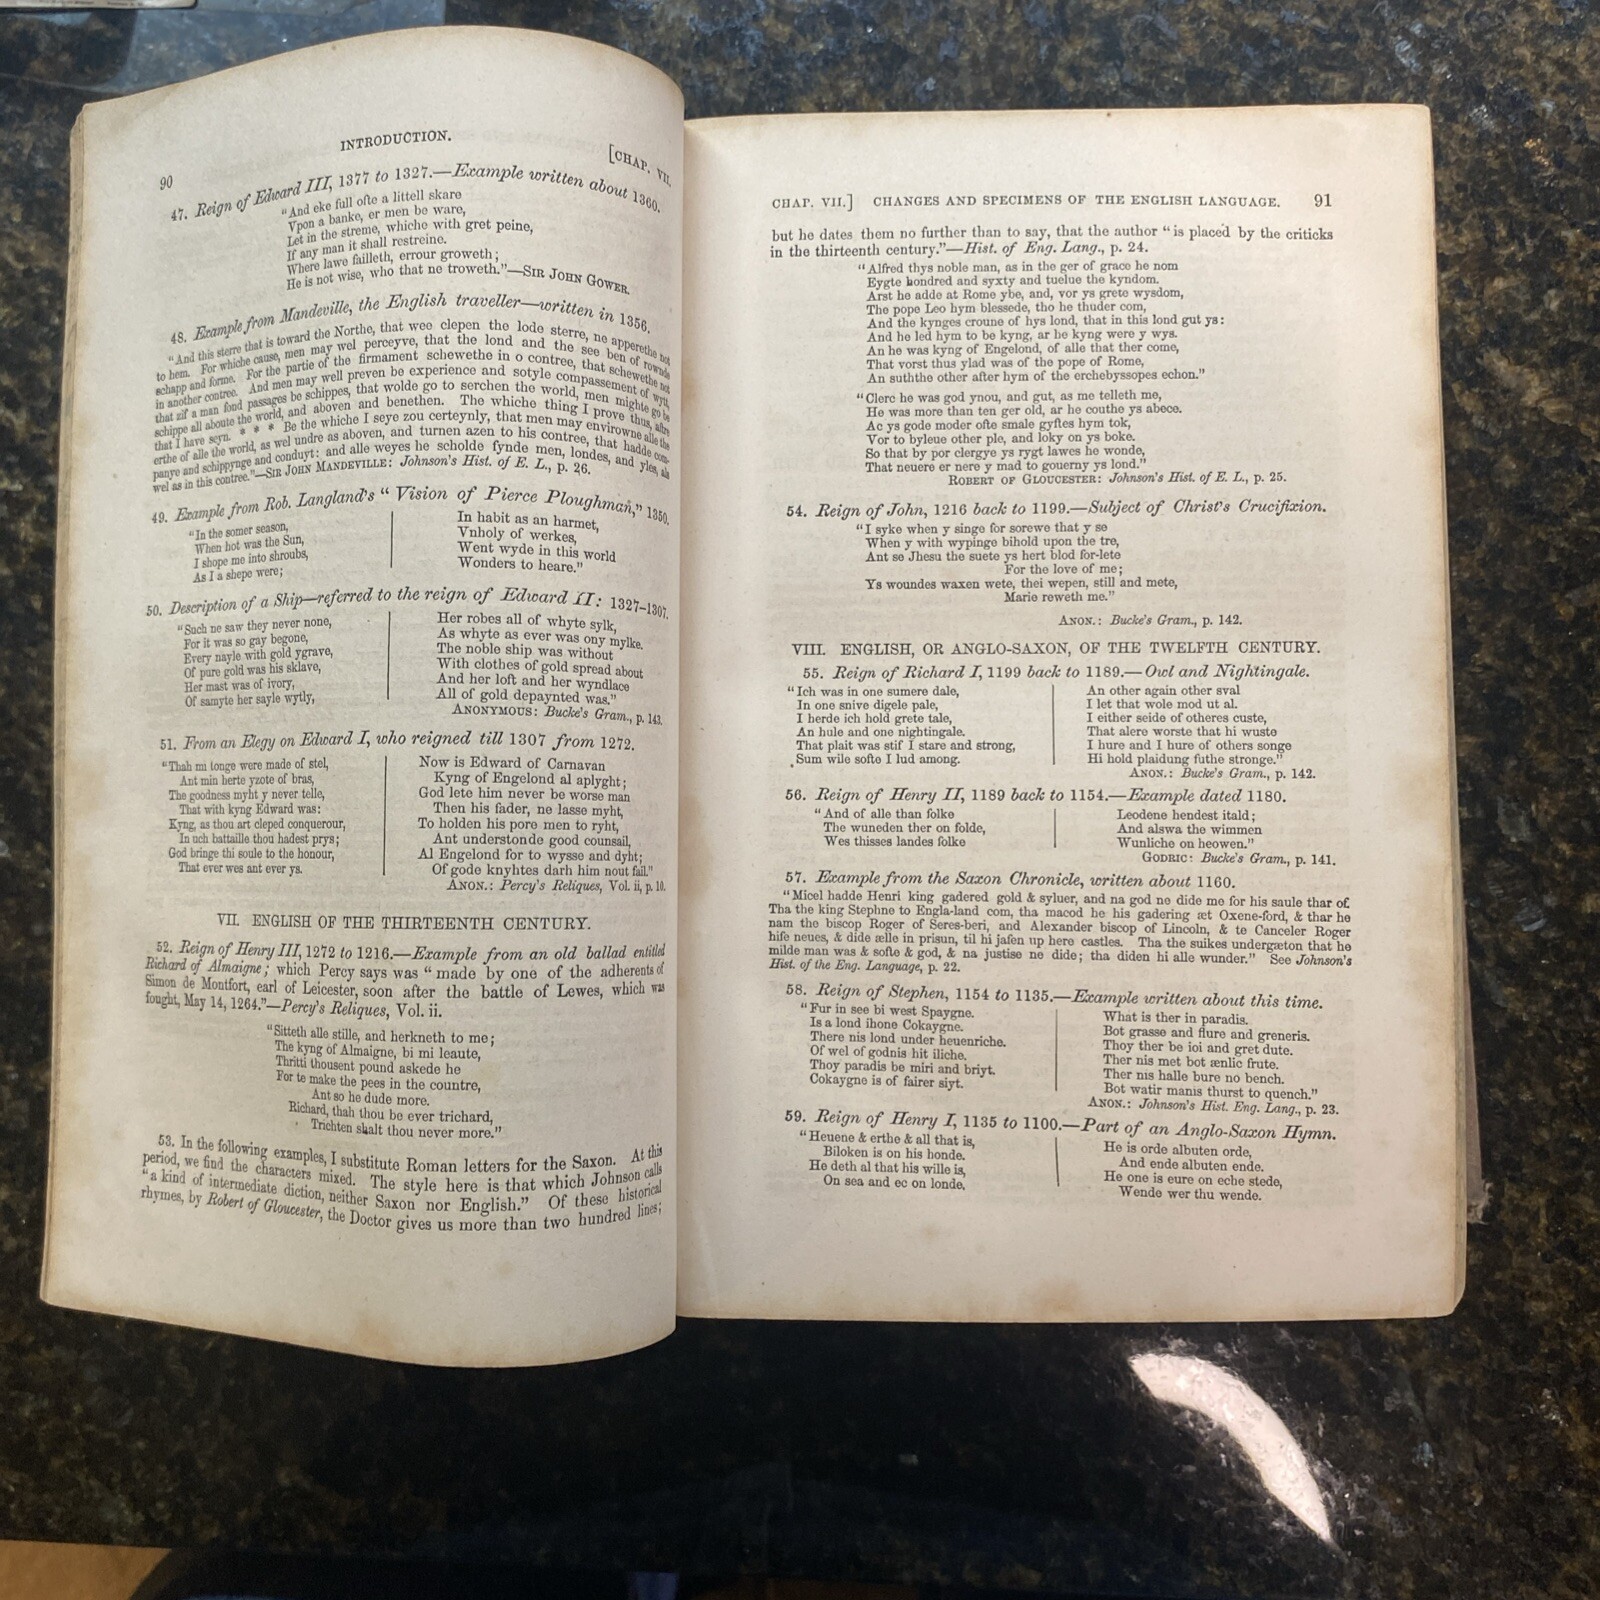 INTRODUCTION.
90
[CHAP. VII.
47. Reign of Edward III, 1377 to 1327.—Example written about 1360.
"And eke full ofte a littell skare
Vpon a banke, er men be ware,
Let in the streme, whiche with gret peine,
If any man it shall restreine.
Where lawe failleth, errour groweth;
He is not wise, who that ne troweth."—SIR JOHN GOWER.
48. Example from Mandeville, the English traveller—written in 1356.
"And this sterre that is toward the Northe, that wee clepen the lode sterre, ne apperethe not
to hem. For whiche cause, men may wel perceyve, that the lond and the see ben of rownde
schapp and forme. For the partie of the firmament schewethe in o contree, that schewethe not
in another contree. And men may well preven be experience and sotyle compassement of wytt,
that zif a man fond passages be schippes, that wolde go to serchen the world, men mighte go be
schippe all aboute the world, and aboven and benethen. The whiche thing I prove thus, aftre
that I have seyn. * * * Be the whiche I seye zou certeynly, that men may envirowne alle the
erthe of alle the world, as wel undre as aboven, and turnen azen to his contree, that hadde com-
panye and schippynge and conduyt: and alle weyes he scholde fynde men, londes, and yles, als
wel as in this contree."—SIR JOHN MANDEVILLE: Johnson's Hist. of E. L., p. 26.
49. Example from Rob. Langland's "Vision of Pierce Ploughman," 1350.
"In the somer season,
When hot was the Sun,
I shope me into shroubs,
As I a shepe were;
In habit as an harmet,
Vnholy of werkes,
Went wyde in this world
Wonders to heare."
50. Description of a Ship—referred to the reign of Edward II: 1327-1307.
"Such ne saw they never none,
For it was so gay begone,
Every nayle with gold ygrave,
Of pure gold was his sklave,
Her mast was of ivory,
Of samyte her sayle wytly,
Her robes all of whyte sylk,
As whyte as ever was ony mylke.
The noble ship was without
With clothes of gold spread about
And her loft and her wyndlace
All of gold depaynted was."
ANONYMOUS: Bucke's Gram., p. 143.
51. From an Elegy on Edward I, who reigned till 1307 from 1272.
"Thah mi tonge were made of stel,
Ant min herte yzote of bras,
The goodness myht y never telle,
That with kyng Edward was:
Kyng, as thou art cleped conquerour,
In uch battaille thou hadest prys;
God bringe thi soule to the honour,
That ever wes ant ever ys.
Now is Edward of Carnavan
Kyng of Engelond al aplyght;
God lete him never be worse man
Then his fader, ne lasse myht,
To holden his pore men to ryht,
Ant understonde good counsail,
Al Engelond for to wysse and dyht;
Of gode knyhtes darh him nout fail."
ANON.: Percy's Reliques, Vol. ii, p. 10.
VII. ENGLISH OF THE THIRTEENTH CENTURY.
52. Reign of Henry III, 1272 to 1216.—Example from an old ballad entitled
Richard of Almaigne; which Percy says was "made by one of the adherents of
Simon de Montfort, earl of Leicester, soon after the battle of Lewes, which was
fought, May 14, 1264."—Percy's Reliques, Vol. ii.
"Sitteth alle stille, and herkneth to me;
The kyng of Almaigne, bi mi leaute,
Thritti thousent pound askede he
For te make the pees in the countre,
Ant so he dude more.
Richard, thah thou be ever trichard,
Trichten shalt thou never more."
53. In the following examples, I substitute Roman letters for the Saxon. At this
period, we find the characters mixed. The style here is that which Johnson calls
"a kind of intermediate diction, neither Saxon nor English." Of these historical
rhymes, by Robert of Gloucester, the Doctor gives us more than two hundred lines;
CHAP. VII.] CHANGES AND SPECIMENS OF THE ENGLISH LANGUAGE. 91
but he dates them no further than to say, that the author "is placed by the criticks
in the thirteenth century."—Hist. of Eng. Lang., p. 24.
"Alfred thys noble man, as in the ger of grace he nom
Eygte hondred and syxty and tuelue the kyndom.
Arst he adde at Rome ybe, and, vor ys grete wysdom,
The pope Leo hym blessede, tho he thuder com,
And the kynges croune of hys lond, that in this lond gut ys:
And he led hym to be kyng, ar he kyng were y wys.
An he was kyng of Engelond, of alle that ther come,
That vorst thus ylad was of the pope of Rome,
An suththe other after hym of the erchebyssopes echon."
"Clerc he was god ynou, and gut, as me telleth me,
He was more than ten ger old, ar he couthe ys abece.
Ac ys gode moder ofte smale gyftes hym tok,
Vor to byleue other ple, and loky on ys boke.
So that by por clergye ys rygt lawes he wonde,
That neuere er nere y mad to gouerny ys lond."
ROBERT OF GLOUCESTER: Johnson's Hist. of E. L., p. 25.
54. Reign of John, 1216 back to 1199.—Subject of Christ's Crucifixion.
"I syke when y singe for sorewe that y se
When y with wypinge bihold upon the tre,
Ant se Jhesu the suete ys hert blod for-lete
For the love of me;
Ys woundes waxen wete, thei wepen, still and mete,
Marie reweth me."
ANON.: Bucke's Gram., p. 142.
VIII. ENGLISH, OR ANGLO-SAXON, OF THE TWELFTH CENTURY.
55. Reign of Richard I, 1199 back to 1189.—Owl and Nightingale.
"Ich was in one sumere dale,
In one snive digele pale,
I herde ich hold grete tale,
An hule and one nightingale.
That plait was stif I stare and strong,
Sum wile softe I lud among.
An other again other sval
I let that wole mod ut al.
I either seide of otheres custe,
That alere worste that hi wuste
I hure and I hure of others songe
Hi hold plaidung futhe stronge."
ANON.: Bucke's Gram., p. 142.
56. Reign of Henry II, 1189 back to 1154.—Example dated 1180.
"And of alle than folke
The wuneden ther on folde,
Wes thisses landes folke
Leodene hendest itald;
And alswa the wimmen
Wunliche on heowen."
GODRIC: Bucke's Gram., p. 141.
57. Example from the Saxon Chronicle, written about 1160.
"Micel hadde Henri king gadered gold & syluer, and na god ne dide me for his saule thar of.
Tha the king Stephne to Engla-land com, tha macod he his gadering æt Oxene-ford, & thar he
nam the biscop Roger of Seres-beri, and Alexander biscop of Lincoln, & te Canceler Roger
hife neues, & dide ælle in prisun, til hi jafen up here castles. Tha the suikes undergæton that he
milde man was & softe & god, & na justise ne dide; tha diden hi alle wunder." See Johnson's
Hist. of the Eng. Language, p. 22.
58. Reign of Stephen, 1154 to 1135.—Example written about this time.
"Fur in see bi west Spaygne.
Is a lond ihone Cokaygne.
There nis lond under heuenriche.
Of wel of godnis hit iliche.
Thoy paradis be miri and briyt.
Cokaygne is of fairer siyt.
What is ther in paradis.
Bot grasse and flure and greneris.
Thoy ther be ioi and gret dute.
Ther nis met bot ænlic frute.
Ther nis halle bure no bench.
Bot watir manis thurst to quench."
ANON.: Johnson's Hist. Eng. Lang., p. 23.
59. Reign of Henry I, 1135 to 1100.—Part of an Anglo-Saxon Hymn.
"Heuene & erthe & all that is,
Biloken is on his honde.
He deth al that his wille is,
On sea and ec on londe.
He is orde albuten orde,
And ende albuten ende.
He one is eure on eche stede,
Wende wer thu wende.